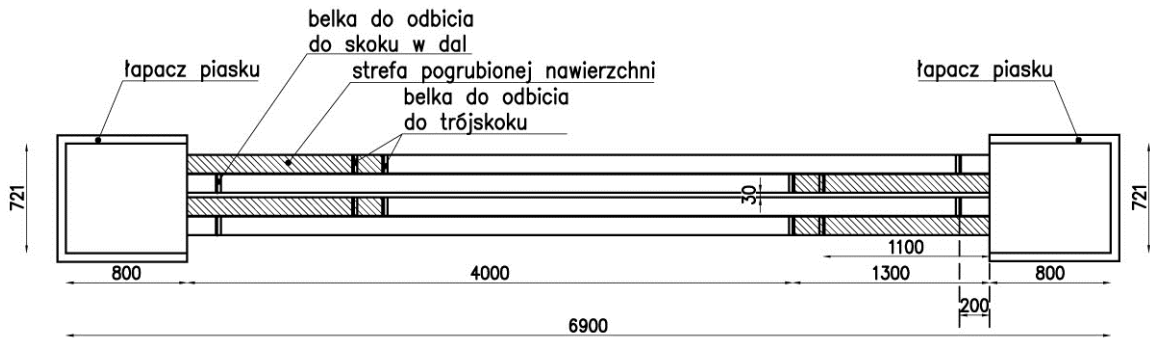 belka do odbicia
do skoku w dal
łapacz piasku
strefa pogrubionej nawierzchni
łapacz piasku
belka do odbicia
do trójskoku
721
30
721
1100
800
4000
1300
800
200
6900